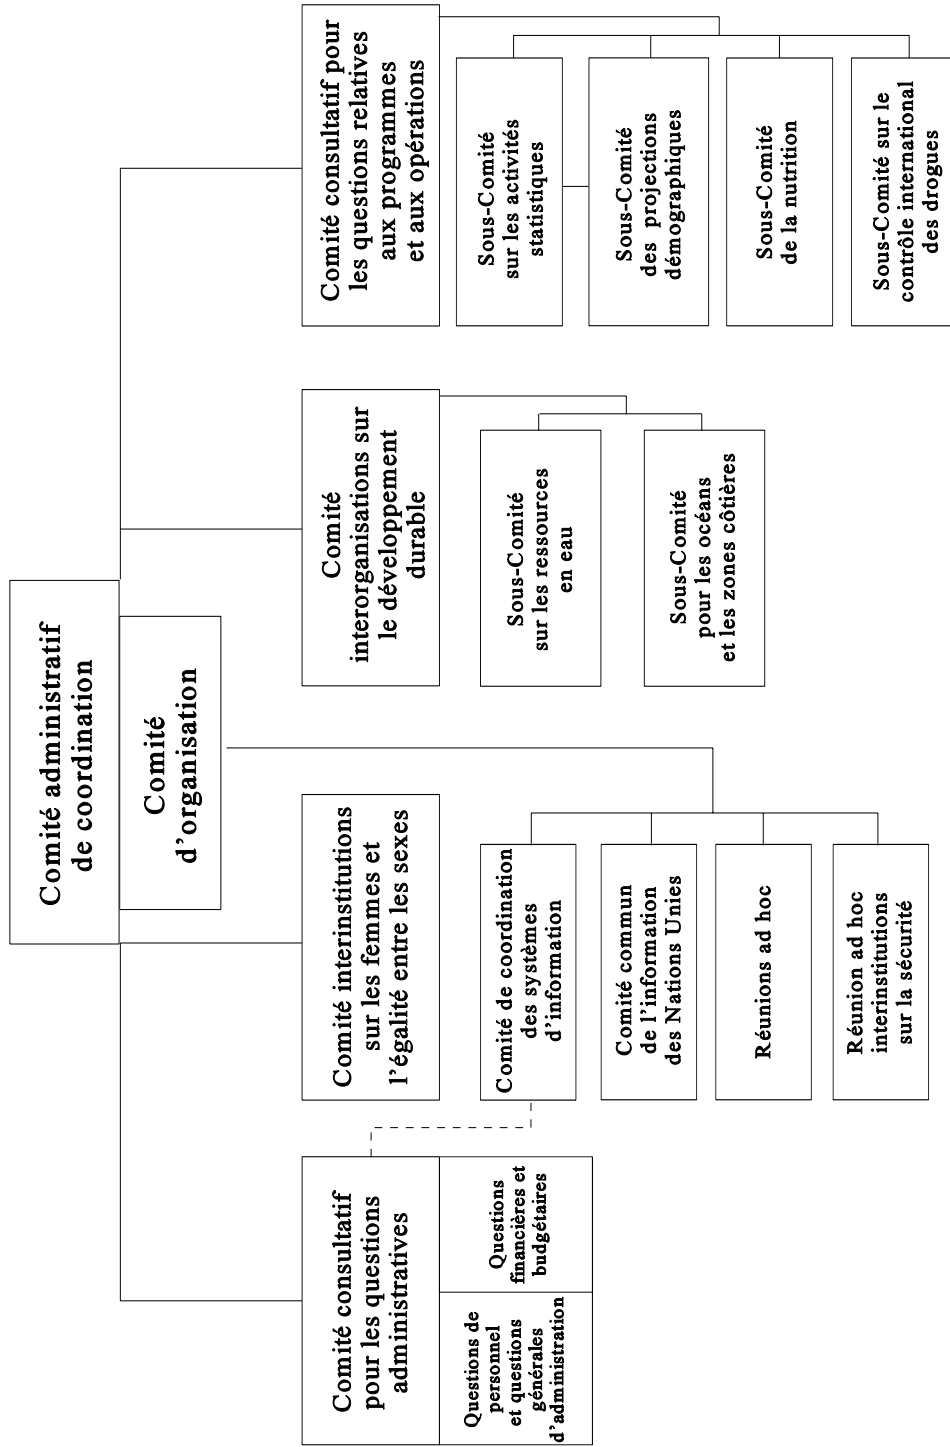 Comité administratif
de coordination
Comité
d'organisation
Comité consultatif
pour les questions
administratives
Questions de
personnel
et questions
générales
d'administration
Questions
financières et
budgétaires
Comité interinstitutions
sur les femmes et
l'égalité entre les sexes
Comité de coordination
des systèmes
d'information
Comité commun
de l'information
des Nations Unies
Réunions ad hoc
Réunion ad hoc
interinstitutions
sur la sécurité
Comité
interorganisations sur
le développement
durable
Sous-Comité
sur les ressources
en eau
Sous-Comité
pour les océans
et les zones côtières
Comité consultatif pour
les questions relatives
aux programmes
et aux opérations
Sous-Comité
sur les activités
statistiques
Sous-Comité
des projections
démographiques
Sous-Comité
de la nutrition
Sous-Comité sur le
contrôle international
des drogues